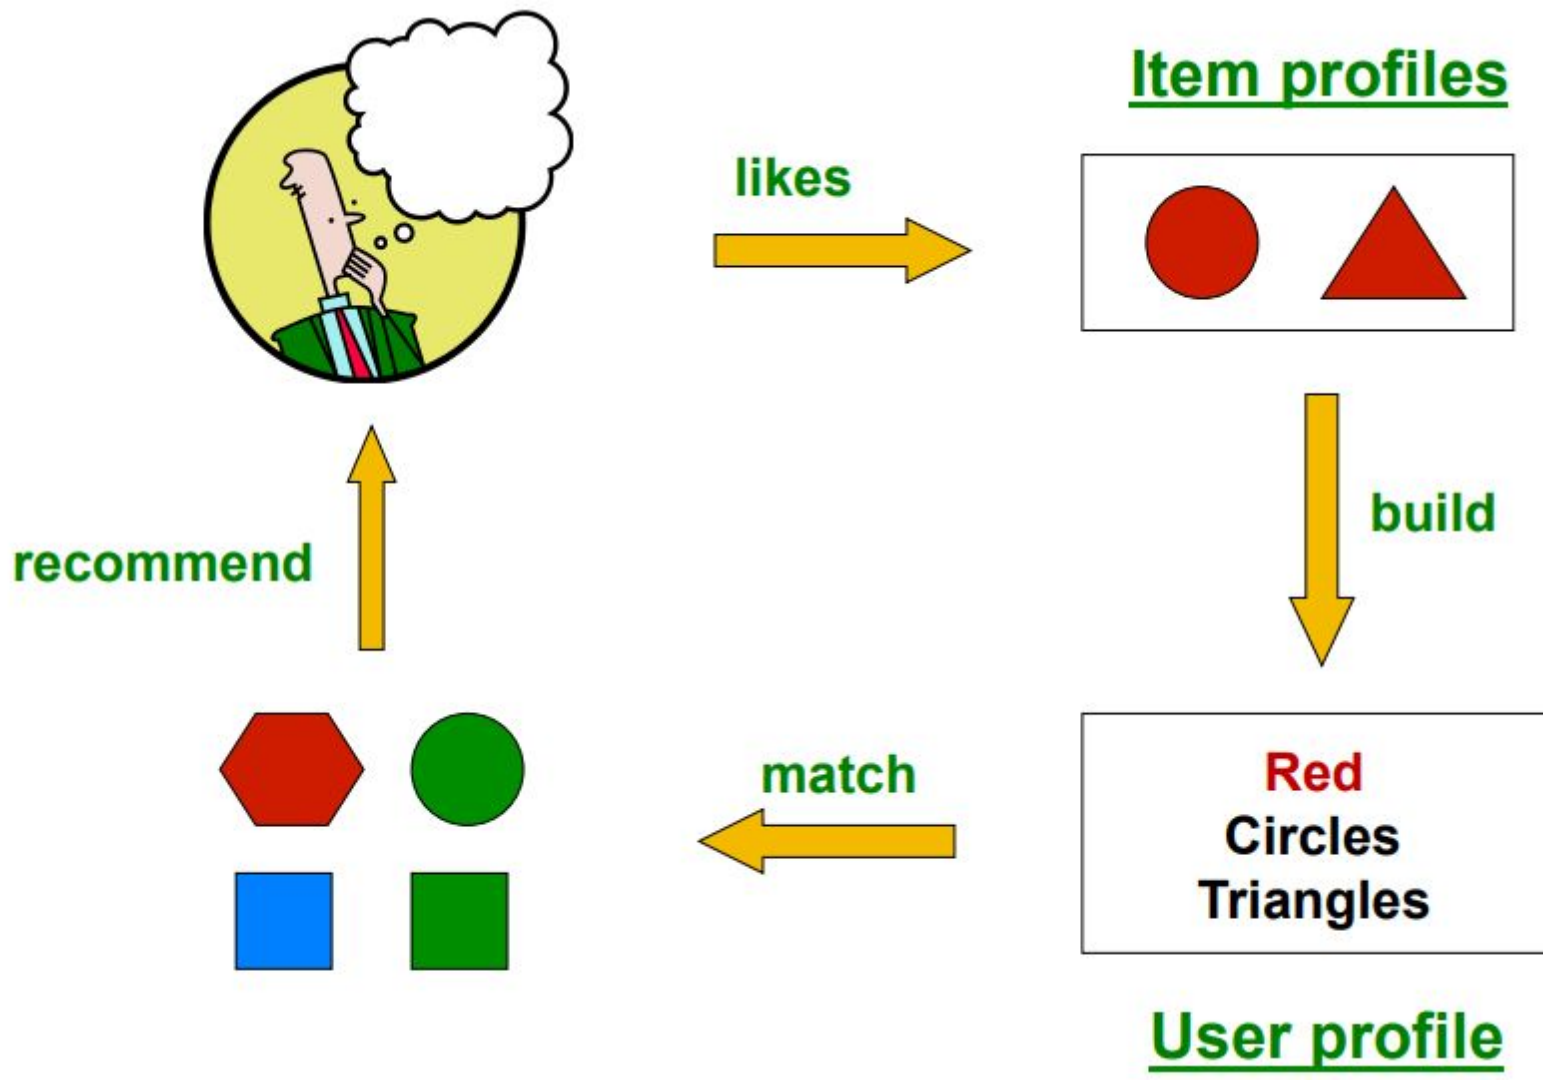 Item profiles
likes
build
recommend
match
Red
Circles
Triangles
User profile